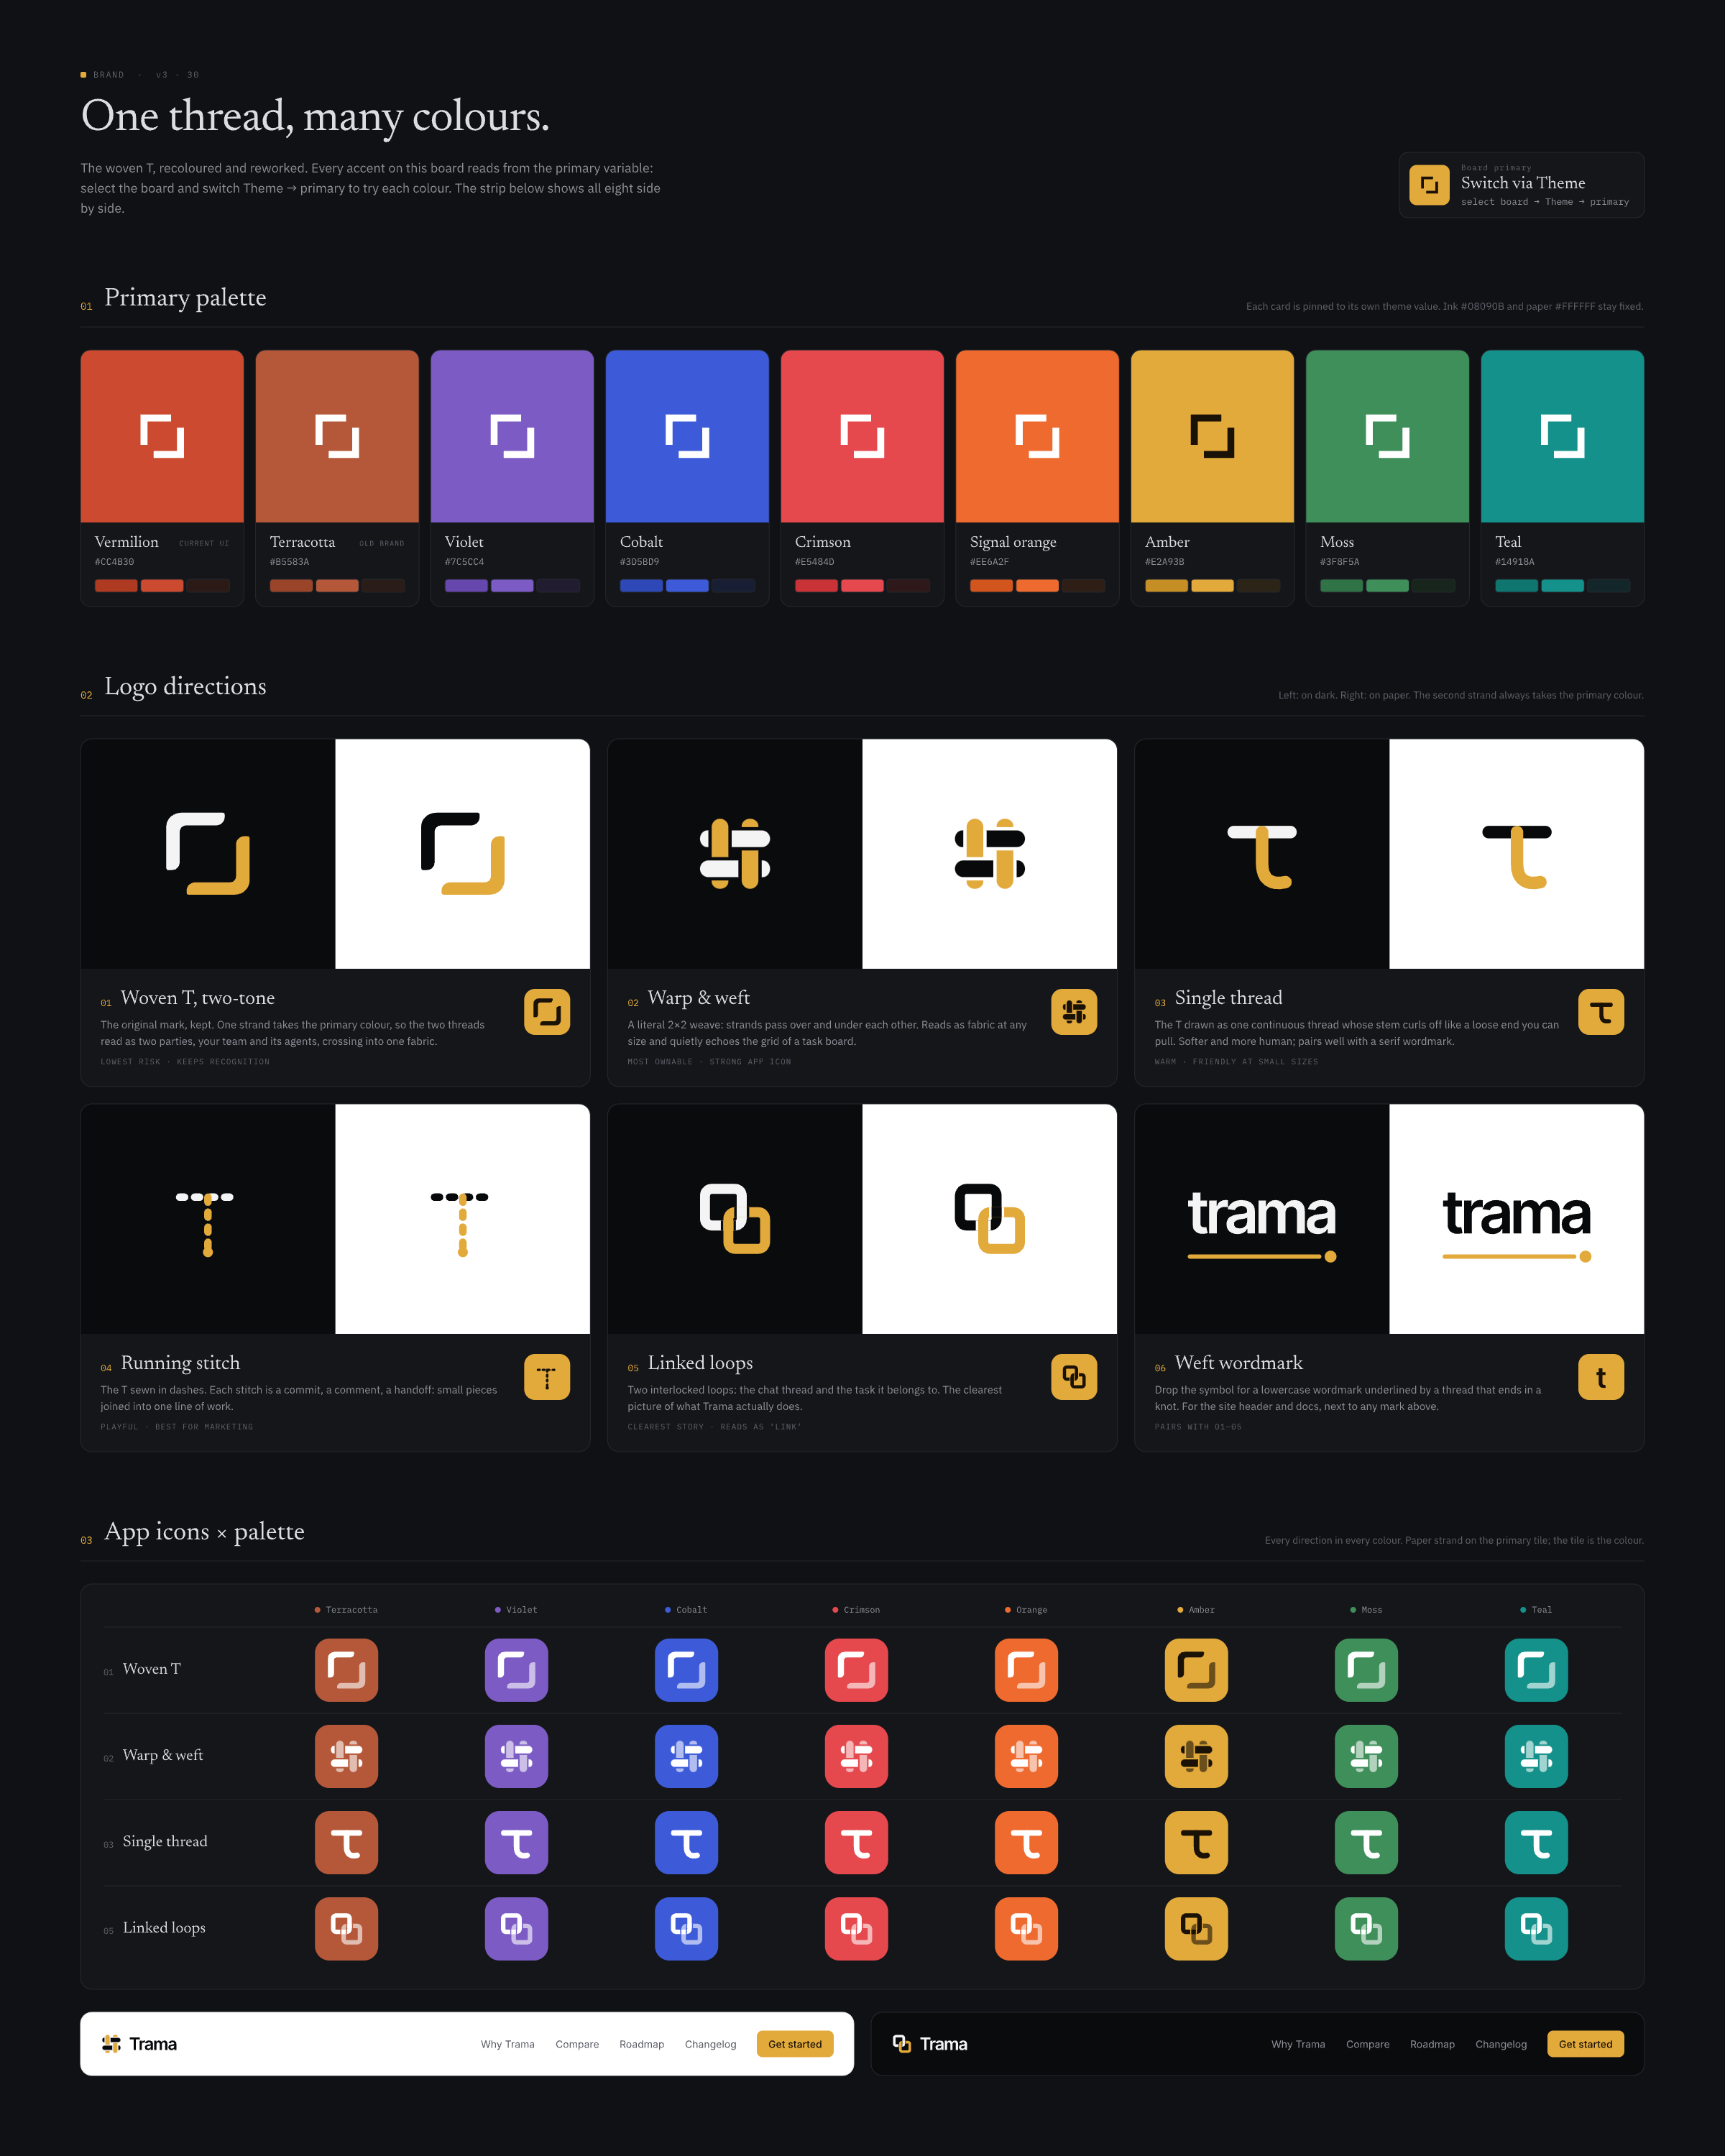 BRAND · v3 · 30
One thread, many colours.
The woven T, recoloured and reworked. Every accent on this board reads from the primary variable:
select the board and switch Theme → primary to try each colour. The strip below shows all eight side
by side.
Board primary
Switch via Theme
select board → Theme → primary
01 Primary palette
Each card is pinned to its own theme value. Ink #08090B and paper #FFFFFF stay fixed.
Vermilion CURRENT UI
#CC4B30
Terracotta OLD BRAND
#B5583A
Violet
#7C5CC4
Cobalt
#3D5BD9
Crimson
#E5484D
Signal orange
#EE6A2F
Amber
#E2A93B
Moss
#3F8F5A
Teal
#14918A
02 Logo directions
Left: on dark. Right: on paper. The second strand always takes the primary colour.
01 Woven T, two-tone
The original mark, kept. One strand takes the primary colour, so the two threads
read as two parties, your team and its agents, crossing into one fabric.
LOWEST RISK · KEEPS RECOGNITION
02 Warp & weft
A literal 2×2 weave: strands pass over and under each other. Reads as fabric at any
size and quietly echoes the grid of a task board.
MOST OWNABLE · STRONG APP ICON
03 Single thread
The T drawn as one continuous thread whose stem curls off like a loose end you can
pull. Softer and more human; pairs well with a serif wordmark.
WARM · FRIENDLY AT SMALL SIZES
04 Running stitch
The T sewn in dashes. Each stitch is a commit, a comment, a handoff: small pieces
joined into one line of work.
PLAYFUL · BEST FOR MARKETING
05 Linked loops
Two interlocked loops: the chat thread and the task it belongs to. The clearest
picture of what Trama actually does.
CLEAREST STORY · READS AS 'LINK'
trama
trama
06 Weft wordmark
t
Drop the symbol for a lowercase wordmark underlined by a thread that ends in a
knot. For the site header and docs, next to any mark above.
PAIRS WITH 01–05
03 App icons × palette
Every direction in every colour. Paper strand on the primary tile; the tile is the colour.
Terracotta Violet Cobalt Crimson Orange Amber Moss Teal
01 Woven T
02 Warp & weft
03 Single thread
05 Linked loops
Trama Why Trama Compare Roadmap Changelog Get started
Trama Why Trama Compare Roadmap Changelog Get started